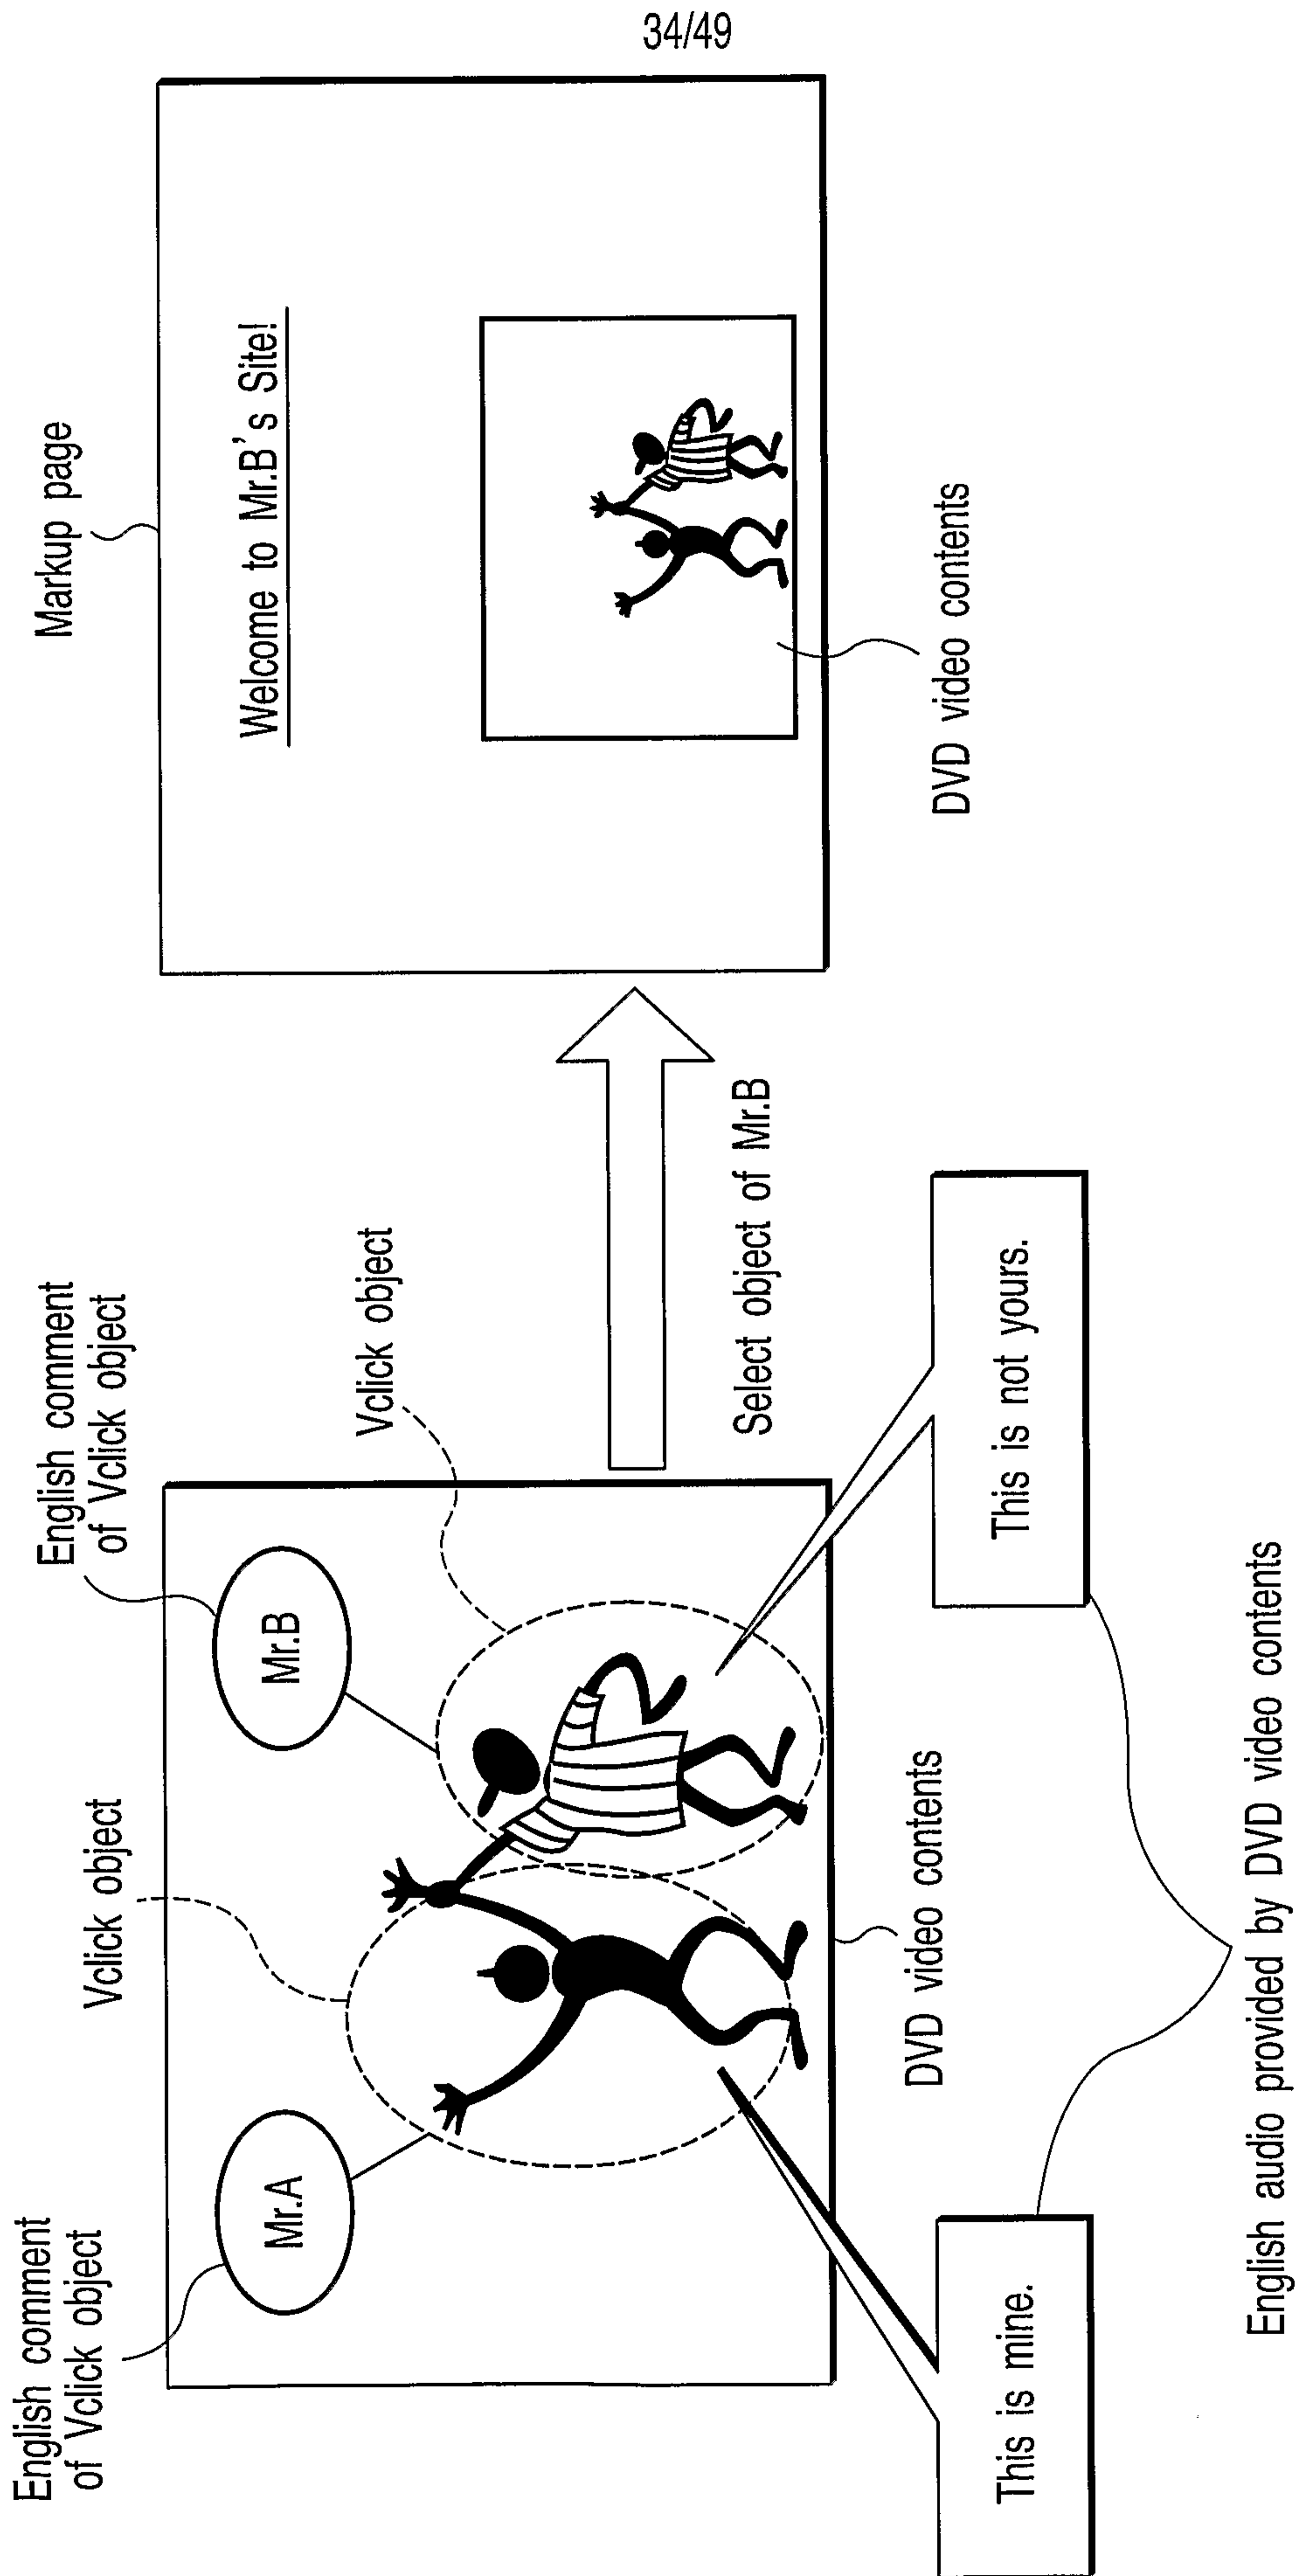 34/49
English comment
of Vclick object
Vclick object
English comment
of Vclick object
Vclick object
Mr.A
Mr.B
DVD video contents
This is mine.
This is not yours.
English audio provided by DVD video contents
Select object of Mr.B
Markup page
Welcome to Mr.B's Site!
DVD video contents